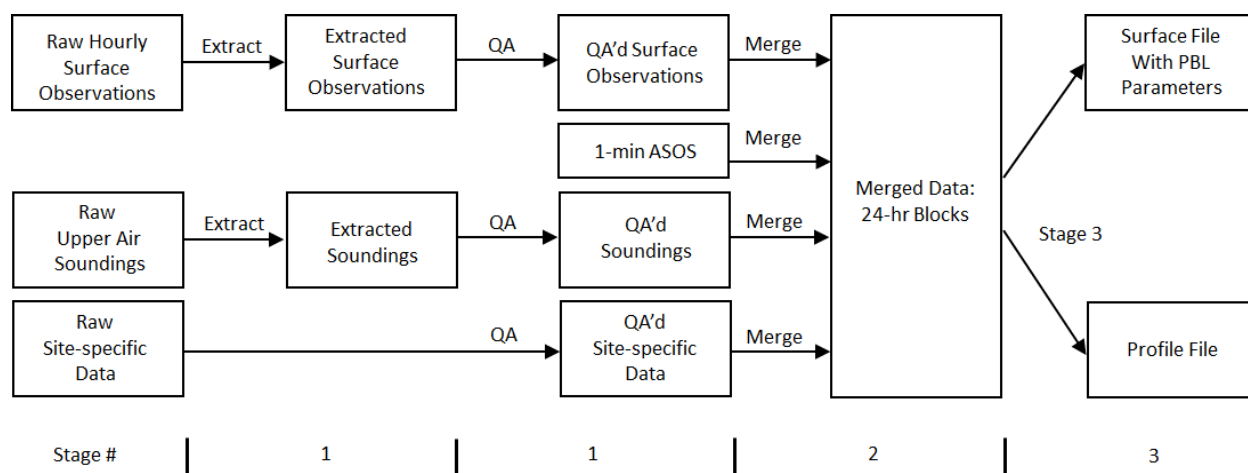 Raw Hourly
Surface
Observations
Extract
Extracted
Surface
Observations
QA
QA'd Surface
Observations
Merge
Surface File
With PBL
Parameters
1-min ASOS
Merge
Merged Data:
24-hr Blocks
Raw
Upper Air
Soundings
Extract
Extracted
Soundings
QA
QA'd
Soundings
Merge
Stage 3
Raw
Site-specific
Data
QA
QA'd
Site-specific
Data
Merge
Profile File
Stage # 1 1 2 3